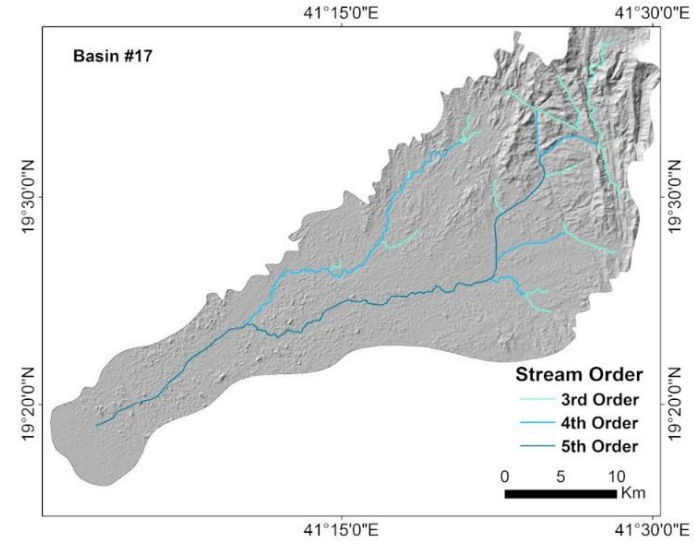 41°15'0"E 41°30'0"E
Basin #17
19°30'0"N 19°30'0"N
19°20'0"N 19°20'0"N
Stream Order
3rd Order
4th Order
5th Order
0 5 10
Km
41°15'0"E 41°30'0"E